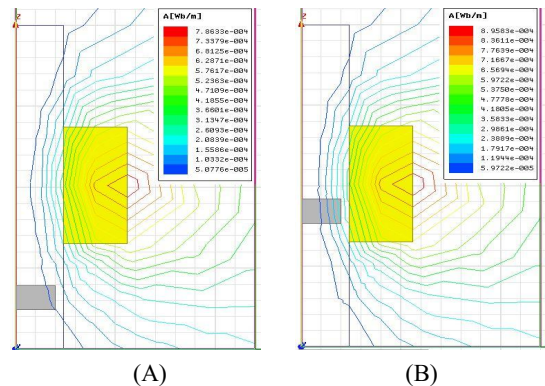 A[Wb/m]
7.8633e-004
7.3379e-004
6.8125e-004
6.2871e-004
5.7617e-004
5.2363e-004
4.7109e-004
4.1855e-004
3.6601e-004
3.1347e-004
2.6093e-004
2.0839e-004
1.5586e-004
1.0332e-004
5.0776e-005
A[Wb/m]
8.9583e-004
8.3611e-004
7.7639e-004
7.1667e-004
6.5694e-004
5.9722e-004
5.3750e-004
4.7778e-004
4.1805e-004
3.5833e-004
2.9861e-004
2.3889e-004
1.7917e-004
1.1944e-004
5.9722e-005
(A)
(B)